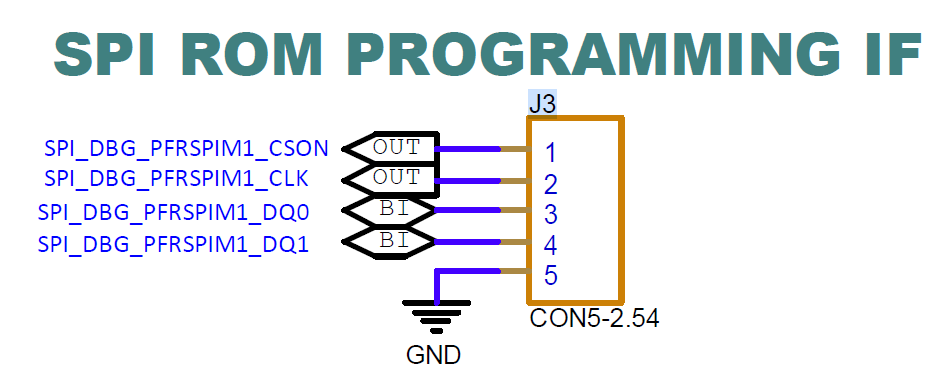 SPI ROM PROGRAMMING IF
J3
SPI_DBG_PFRSPIM1_CS0N OUT 1
SPI_DBG_PFRSPIM1_CLK OUT 2
SPI_DBG_PFRSPIM1_DQ0 BI 3
SPI_DBG_PFRSPIM1_DQ1 BI 4
5
CON5-2.54
GND